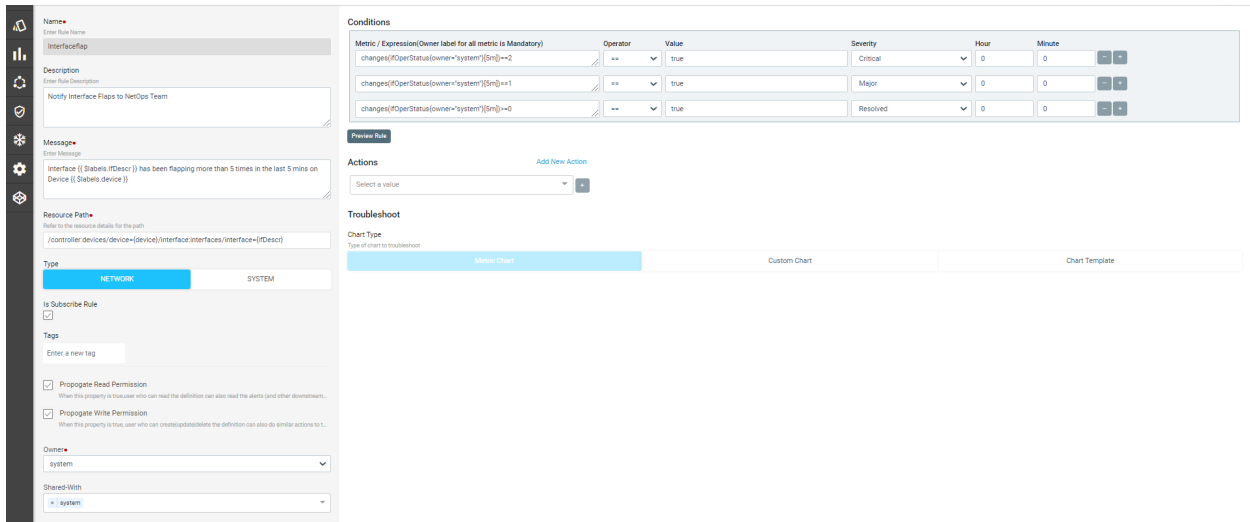 Name
Enter Rule Name
Interfaceflap
Description
Enter Rule Description
Notify Interface Flaps to NetOps Team
Message
Enter Message
Interface {{ $labels.ifDescr }} has been flapping more than 5 times in the last 5 mins on
Device {{ $labels.device }}
Resource Path
Refer to the resource details for the path
/controller:devices/device={device}/interface:interfaces/interface={ifDescr}
Type
NETWORK SYSTEM
Is Subscribe Rule
Tags
Enter a new tag
Propogate Read Permission
When this property is true,user who can read the definition can also read the alerts (and other downstream...
Propogate Write Permission
When this property is true, user who can create/update/delete the definition can also do similar actions to t...
Owner
system
Shared-With
× system
Conditions
Metric / Expression(Owner label for all metric is Mandatory) Operator Value Severity Hour Minute
changes(ifOperStatus{owner="system"}[5m])==2 == true Critical 0 0 − +
changes(ifOperStatus{owner="system"}[5m])==1 == true Major 0 0 − +
changes(ifOperStatus{owner="system"}[5m])>=0 == true Resolved 0 0 − +
Preview Rule
Actions Add New Action
Select a value +
Troubleshoot
Chart Type
Type of chart to troubleshoot
Metric Chart Custom Chart Chart Template